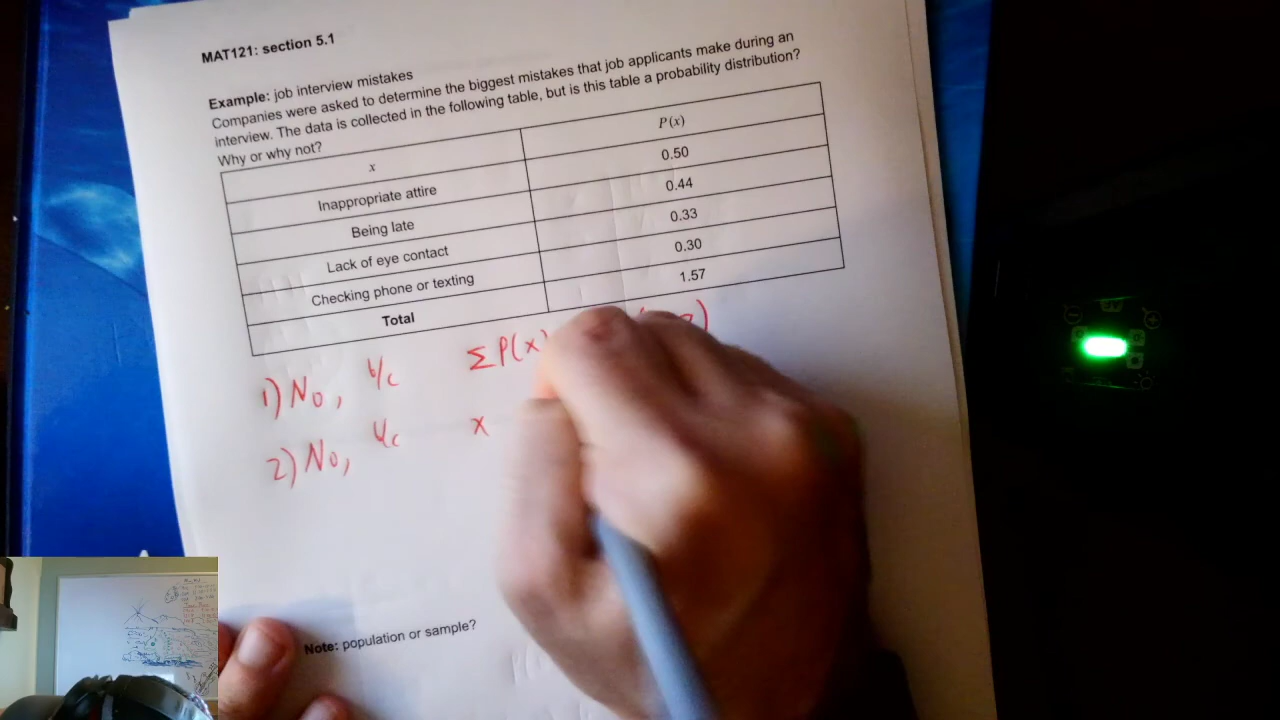 MAT121: section 5.1
Example: job interview mistakes
Companies were asked to determine the biggest mistakes that job applicants make during an
interview. The data is collected in the following table, but is this table a probability distribution?
Why or why not?
x P(x)
Inappropriate attire 0.50
Being late 0.44
Lack of eye contact 0.33
Checking phone or texting 0.30
Total 1.57
1) No, b/c ΣP(x)
2) No, b/c x
Note: population or sample?